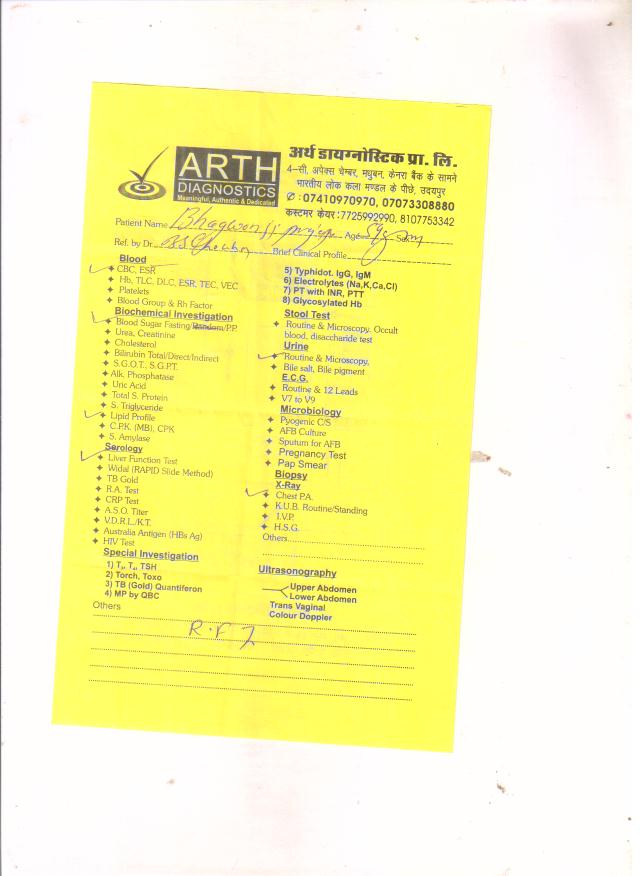 ARTH
DIAGNOSTICS
Meaningful, Authentic & Dedicated
अर्थ डायग्नोस्टिक प्रा. लि.
4–सी, अपेक्स चेम्बर, मधुबन, केनरा बैंक के सामने
भारतीय लोक कला मण्डल के पीछे, उदयपुर
✆ : 07410970970, 07073308880
कस्टमर केयर : 7725992990, 8107753342
Patient Name Age Sex m
Ref. by Dr. Brief Clinical Profile
Blood
CBC, ESR
Hb, TLC, DLC, ESR, TEC, VEC
Platelets
Blood Group & Rh Factor
Biochemical Investigation
Blood Sugar Fasting/Random/P.P.
Urea, Creatinine
Cholesterol
Bilirubin Total/Direct/Indirect
S.G.O.T., S.G.P.T.
Alk. Phosphatase
Uric Acid
Total S. Protein
S. Triglyceride
Lipid Profile
C.P.K. (MB), CPK
S. Amylase
Serology
Liver Function Test
Widal (RAPID Slide Method)
TB Gold
R.A. Test
CRP Test
A.S.O. Titer
V.D.R.L./K.T.
Australia Antigen (HBs Ag)
HIV Test
Special Investigation
1) T₃, T₄, TSH
2) Torch, Toxo
3) TB (Gold) Quantiferon
4) MP by QBC
5) Typhidot. IgG, IgM
6) Electrolytes (Na,K,Ca,Cl)
7) PT with INR, PTT
8) Glycosylated Hb
Stool Test
Routine & Microscopy. Occult
blood, disaccharide test
Urine
Routine & Microscopy,
Bile salt, Bile pigment
E.C.G.
Routine & 12 Leads
V7 to V9
Microbiology
Pyogenic C/S
AFB Culture
Sputum for AFB
Pregnancy Test
Pap Smear
Biopsy
X-Ray
Chest P.A.
K.U.B. Routine/Standing
I.V.P.
H.S.G.
Others
Ultrasonography
Upper Abdomen
Lower Abdomen
Trans Vaginal
Colour Doppler
Others
R.F